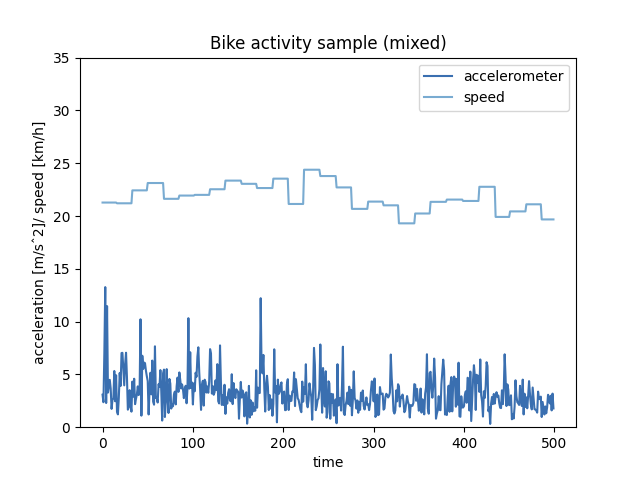 Bike activity sample (mixed)
accelerometer
speed
35
30
25
20
15
10
5
0
acceleration [m/sˆ2]/ speed [km/h]
0 100 200 300 400 500
time